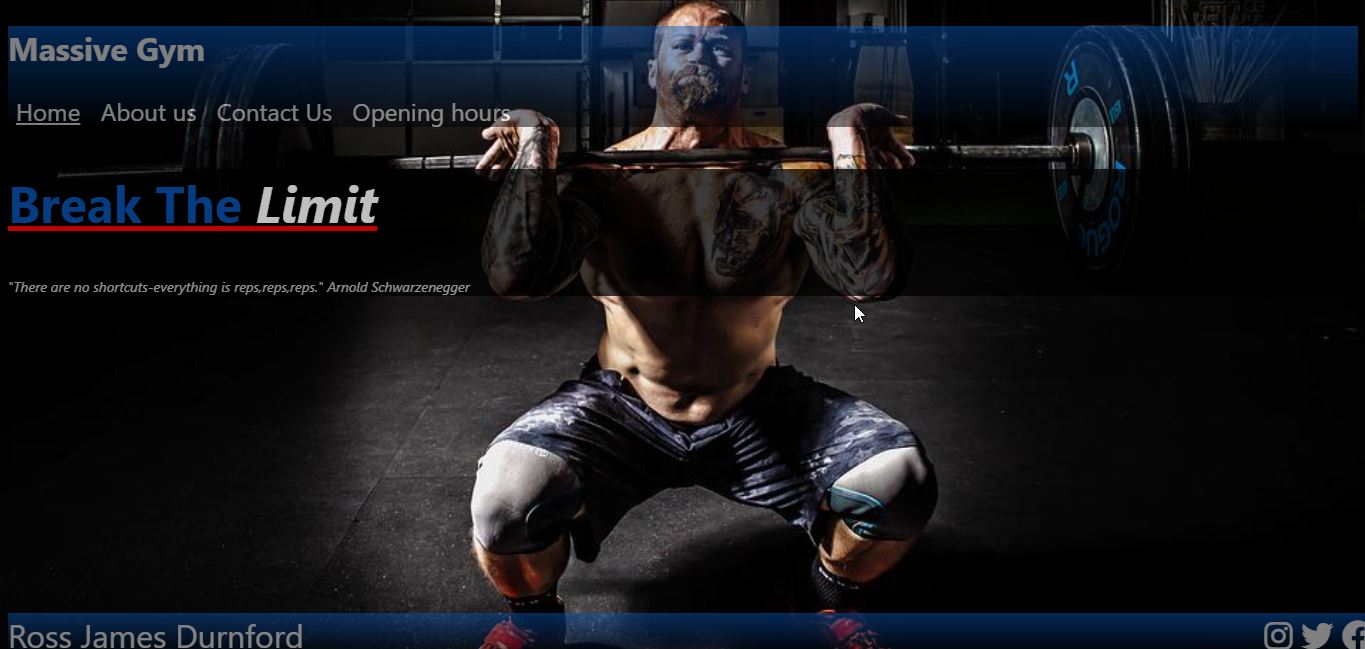 Massive Gym
Home About us Contact Us Opening hours
R
ROGUE
Break The Limit
"There are no shortcuts-everything is reps,reps,reps." Arnold Schwarzenegger
Ross James Durnford